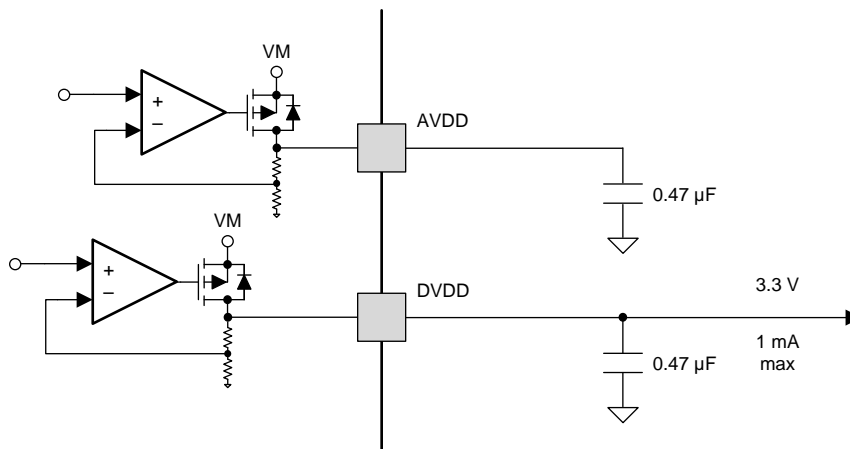 VM
+
−
AVDD
0.47 µF
VM
+
−
DVDD
3.3 V
0.47 µF
1 mA
max